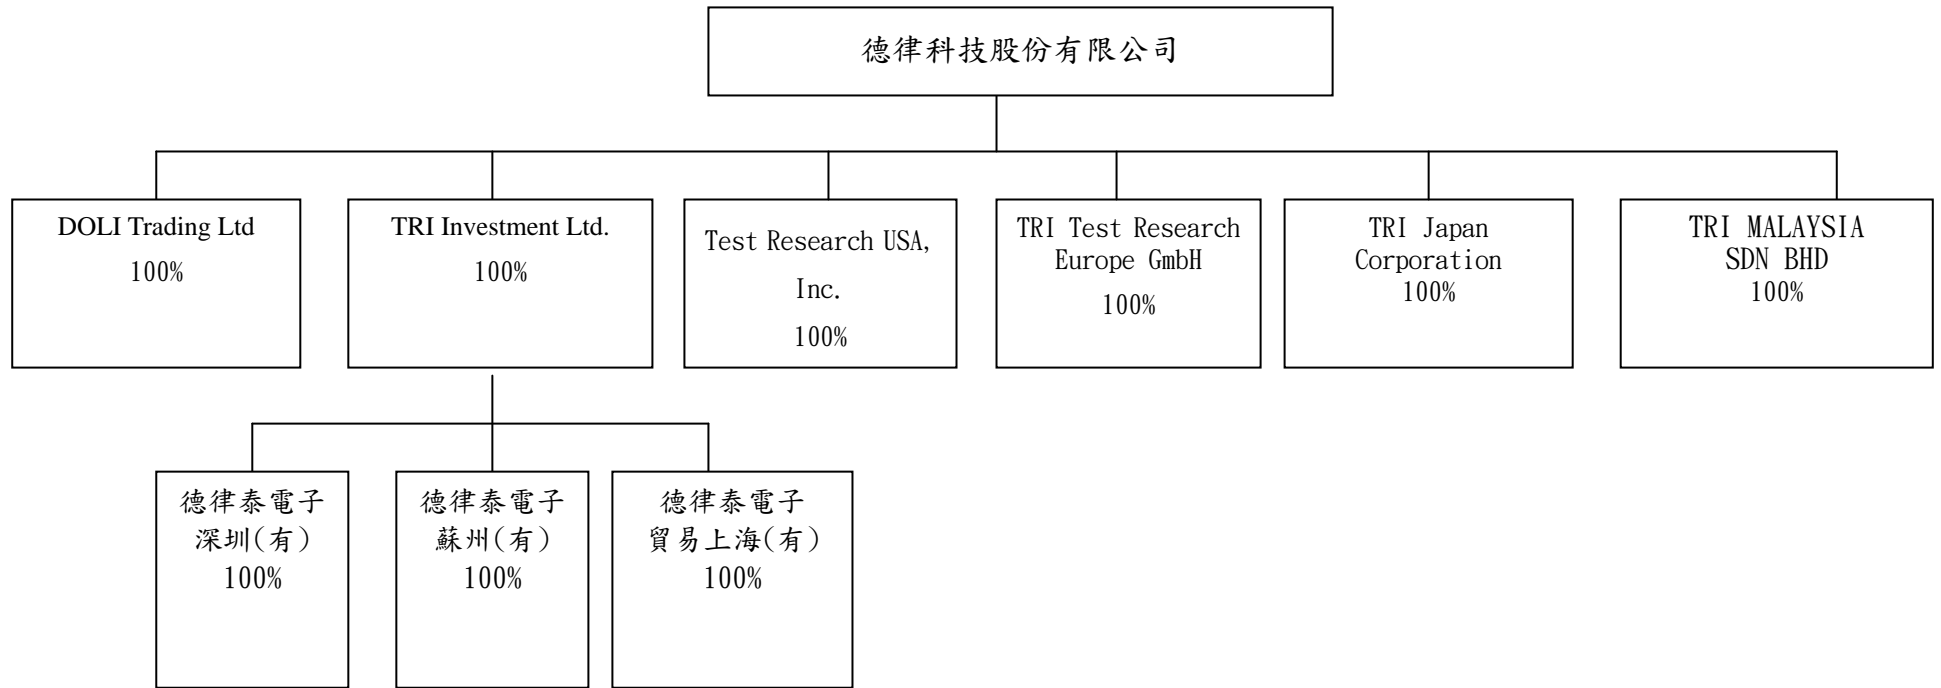 德律科技股份有限公司
DOLI Trading Ltd
100%
TRI Investment Ltd.
100%
Test Research USA,
Inc.
100%
TRI Test Research
Europe GmbH
100%
TRI Japan
Corporation
100%
TRI MALAYSIA
SDN BHD
100%
德律泰電子
深圳(有)
100%
德律泰電子
蘇州(有)
100%
德律泰電子
貿易上海(有)
100%